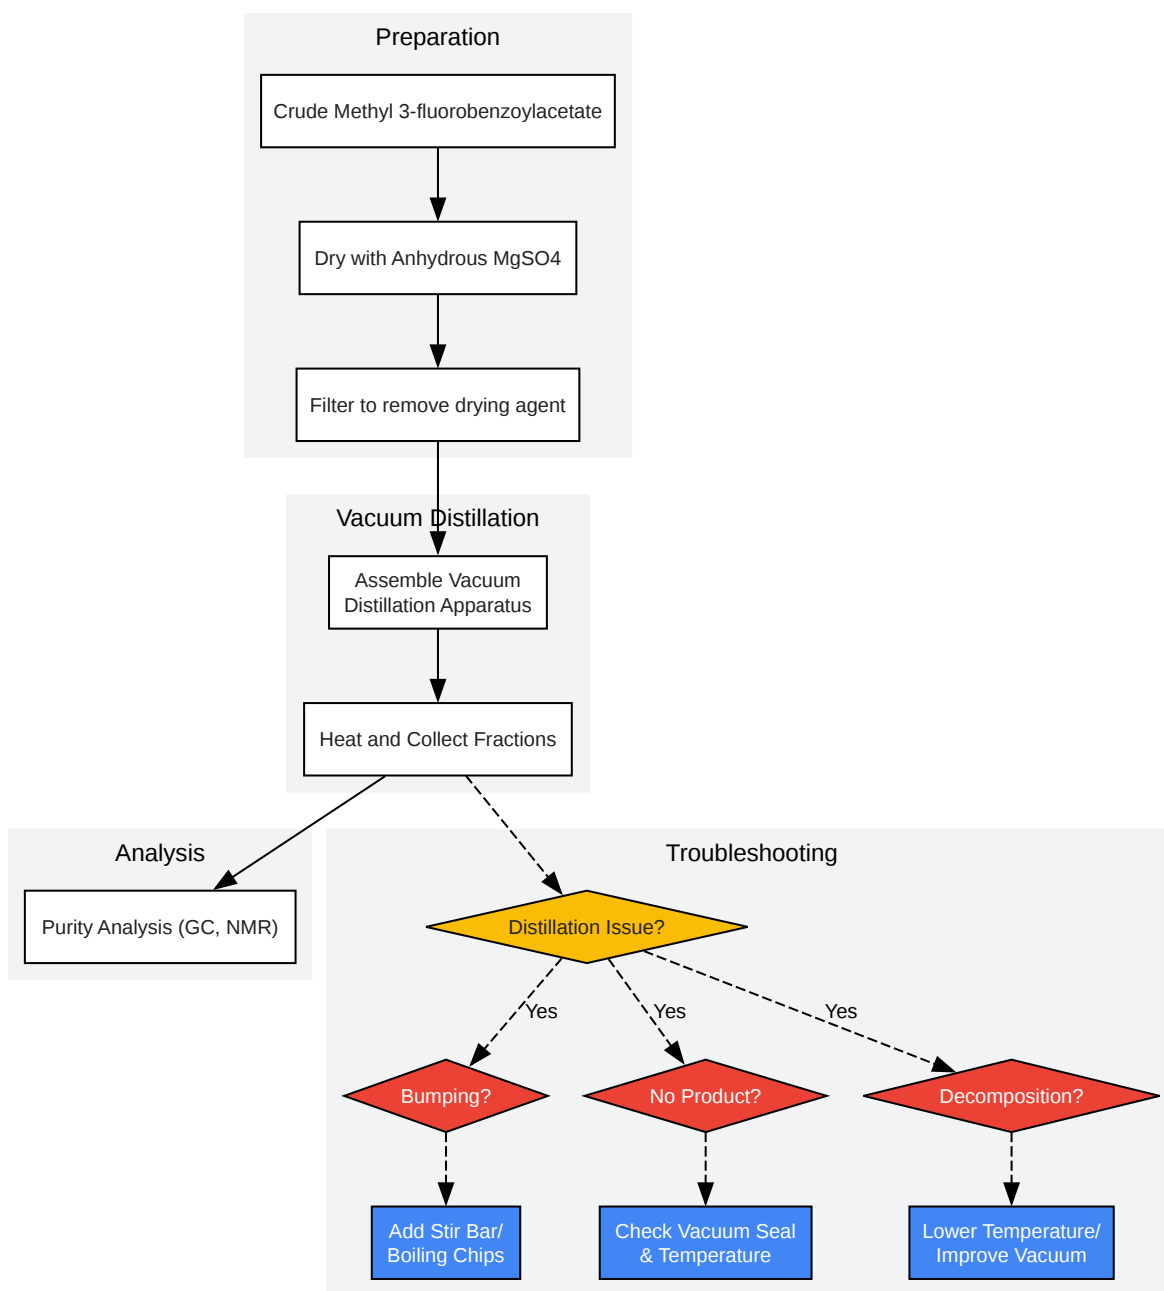 Preparation
Crude Methyl 3-fluorobenzoylacetate
Dry with Anhydrous MgSO4
Filter to remove drying agent
Vacuum Distillation
Assemble Vacuum
Distillation Apparatus
Heat and Collect Fractions
Analysis
Purity Analysis (GC, NMR)
Troubleshooting
Distillation Issue?
Yes
Yes
Yes
Bumping?
No Product?
Decomposition?
Add Stir Bar/
Boiling Chips
Check Vacuum Seal
& Temperature
Lower Temperature/
Improve Vacuum